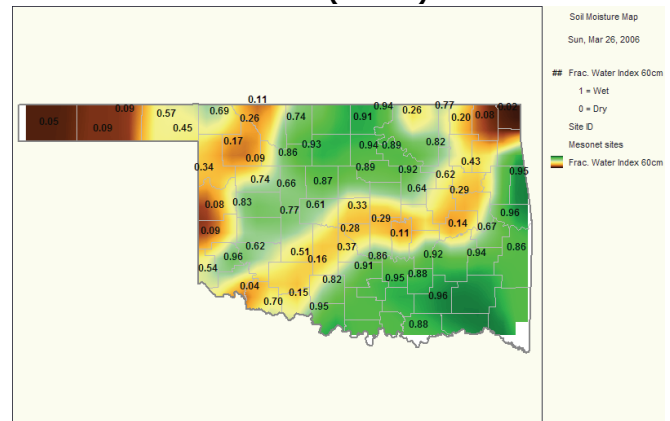 Soil Moisture Map
Sun, Mar 26, 2006
## Frac. Water Index 60cm
1 = Wet
0 = Dry
Site ID
Mesonet sites
Frac. Water Index 60cm
0.11
0.09 0.57 0.69 0.26 0.74 0.91 0.94 0.26 0.77 0.20 0.08 0.02
0.05 0.09 0.45
0.17 0.09 0.86 0.93 0.94 0.89 0.82
0.34 0.74 0.66 0.87 0.89 0.92 0.64 0.62 0.43 0.29 0.95
0.08 0.83 0.77 0.61 0.33 0.29 0.11 0.14 0.67 0.96
0.09 0.62 0.51 0.28 0.37 0.86 0.92 0.94 0.86
0.54 0.96 0.16 0.82 0.91 0.95 0.88
0.04 0.70 0.15 0.95 0.96
0.88